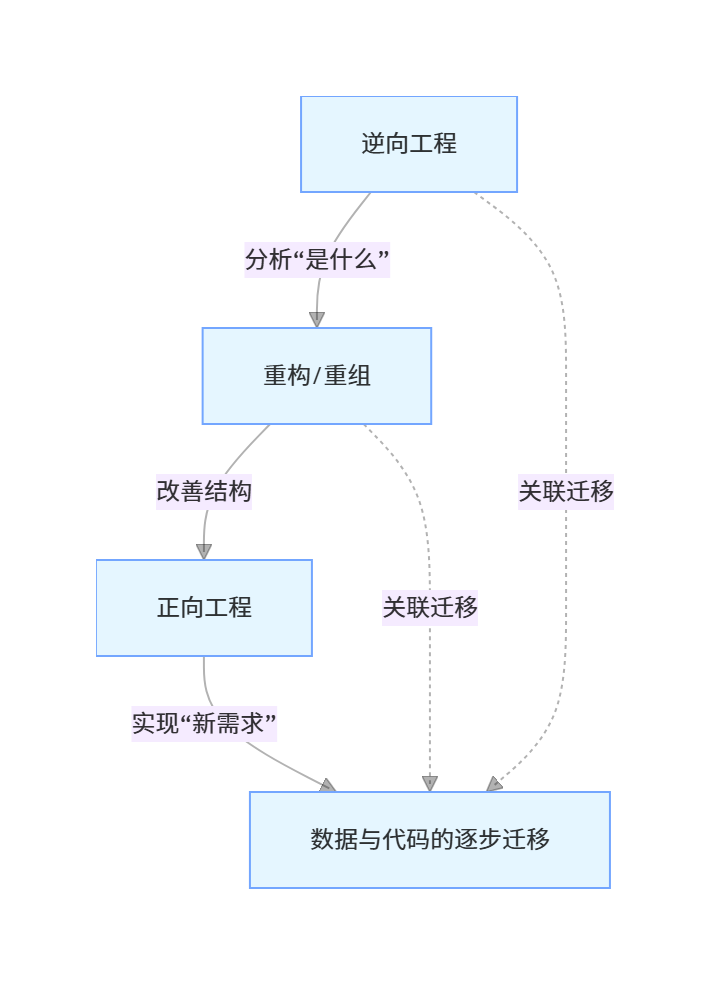 逆向工程
分析“是什么”
重构/重组
改善结构
关联迁移
正向工程
关联迁移
实现“新需求”
数据与代码的逐步迁移